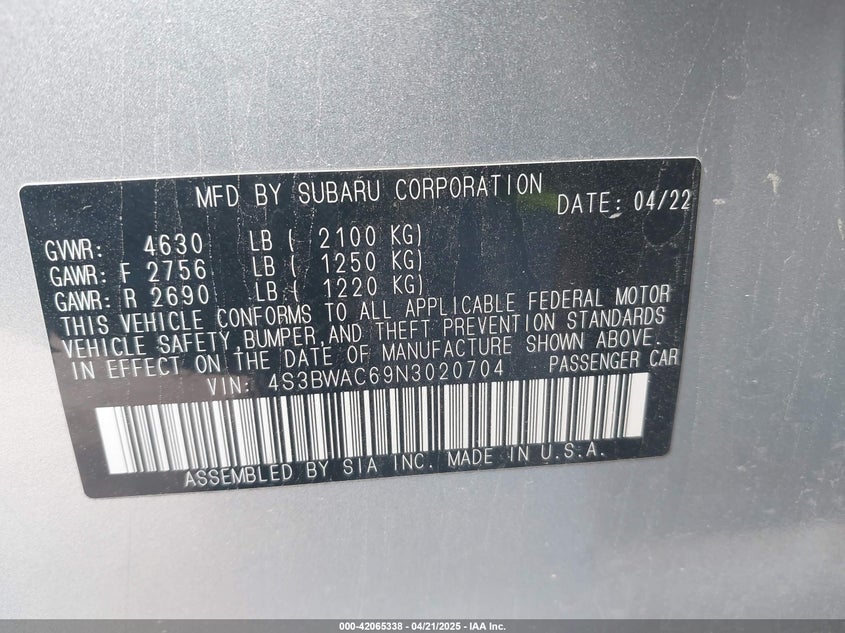 MFD BY SUBARU CORPORATION DATE: 04/22
GVWR: 4630 LB ( 2100 KG)
GAWR: F 2756 LB ( 1250 KG)
GAWR: R 2690 LB ( 1220 KG)
THIS VEHICLE CONFORMS TO ALL APPLICABLE FEDERAL MOTOR
VEHICLE SAFETY, BUMPER, AND THEFT PREVENTION STANDARDS
IN EFFECT ON THE DATE OF MANUFACTURE SHOWN ABOVE.
VIN: 4S3BWAC69N3020704 PASSENGER CAR
ASSEMBLED BY SIA INC. MADE IN U.S.A.
000-42065338 - 04/21/2025 - IAA Inc.